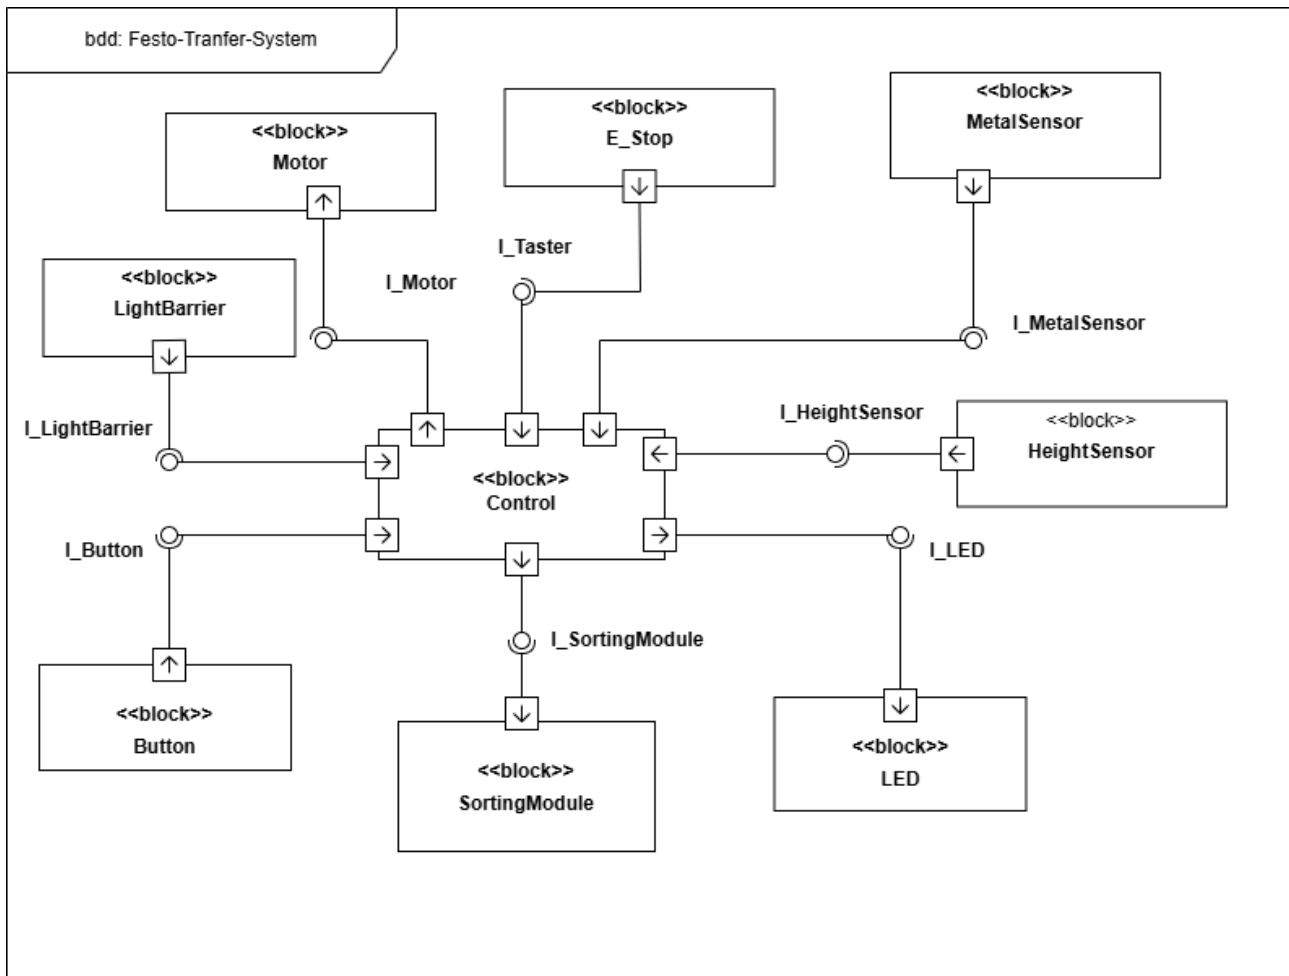 bdd: Festo-Tranfer-System
<<block>>
Motor
<<block>>
E_Stop
<<block>>
MetalSensor
<<block>>
LightBarrier
I_Taster
I_Motor
I_MetalSensor
I_LightBarrier
I_HeightSensor
<<block>>
HeightSensor
<<block>>
Control
I_Button
I_LED
I_SortingModule
<<block>>
Button
<<block>>
SortingModule
<<block>>
LED